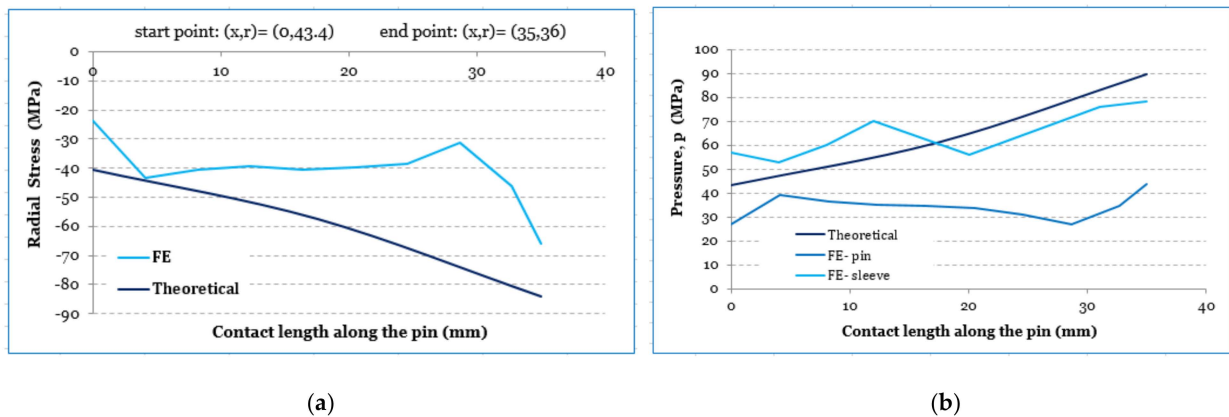 start point: (x,r)= (0,43.4) end point: (x,r)= (35,36)
0
0 10 20 30 40
-10
-20
-30
-40
-50
-60
-70
-80
-90
Radial Stress (MPa)
FE
Theoretical
Contact length along the pin (mm)
(a)
100
90
80
70
60
50
40
30
20
10
0
Pressure, p (MPa)
Theoretical
FE- pin
FE- sleeve
0 10 20 30 40
Contact length along the pin (mm)
(b)